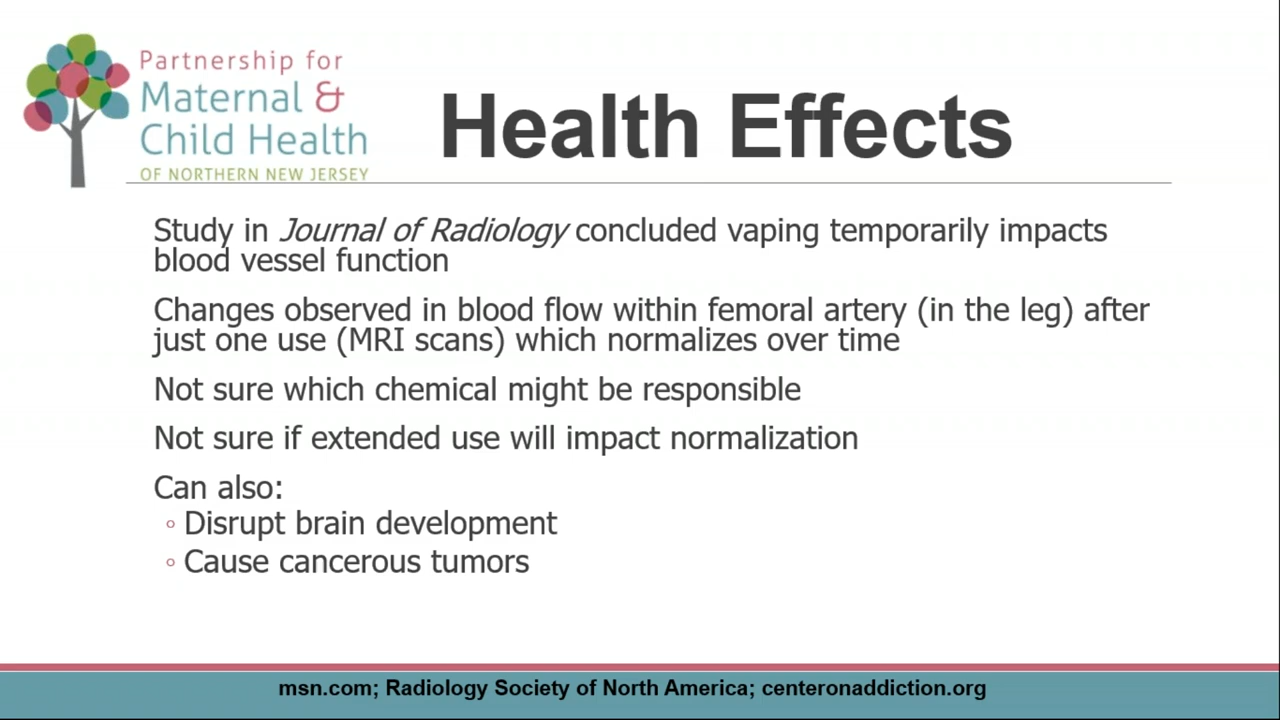 Partnership for
Maternal &
Child Health
OF NORTHERN NEW JERSEY
Health Effects
Study in Journal of Radiology concluded vaping temporarily impacts
blood vessel function
Changes observed in blood flow within femoral artery (in the leg) after
just one use (MRI scans) which normalizes over time
Not sure which chemical might be responsible
Not sure if extended use will impact normalization
Can also:
◦ Disrupt brain development
◦ Cause cancerous tumors
msn.com; Radiology Society of North America; centeronaddiction.org